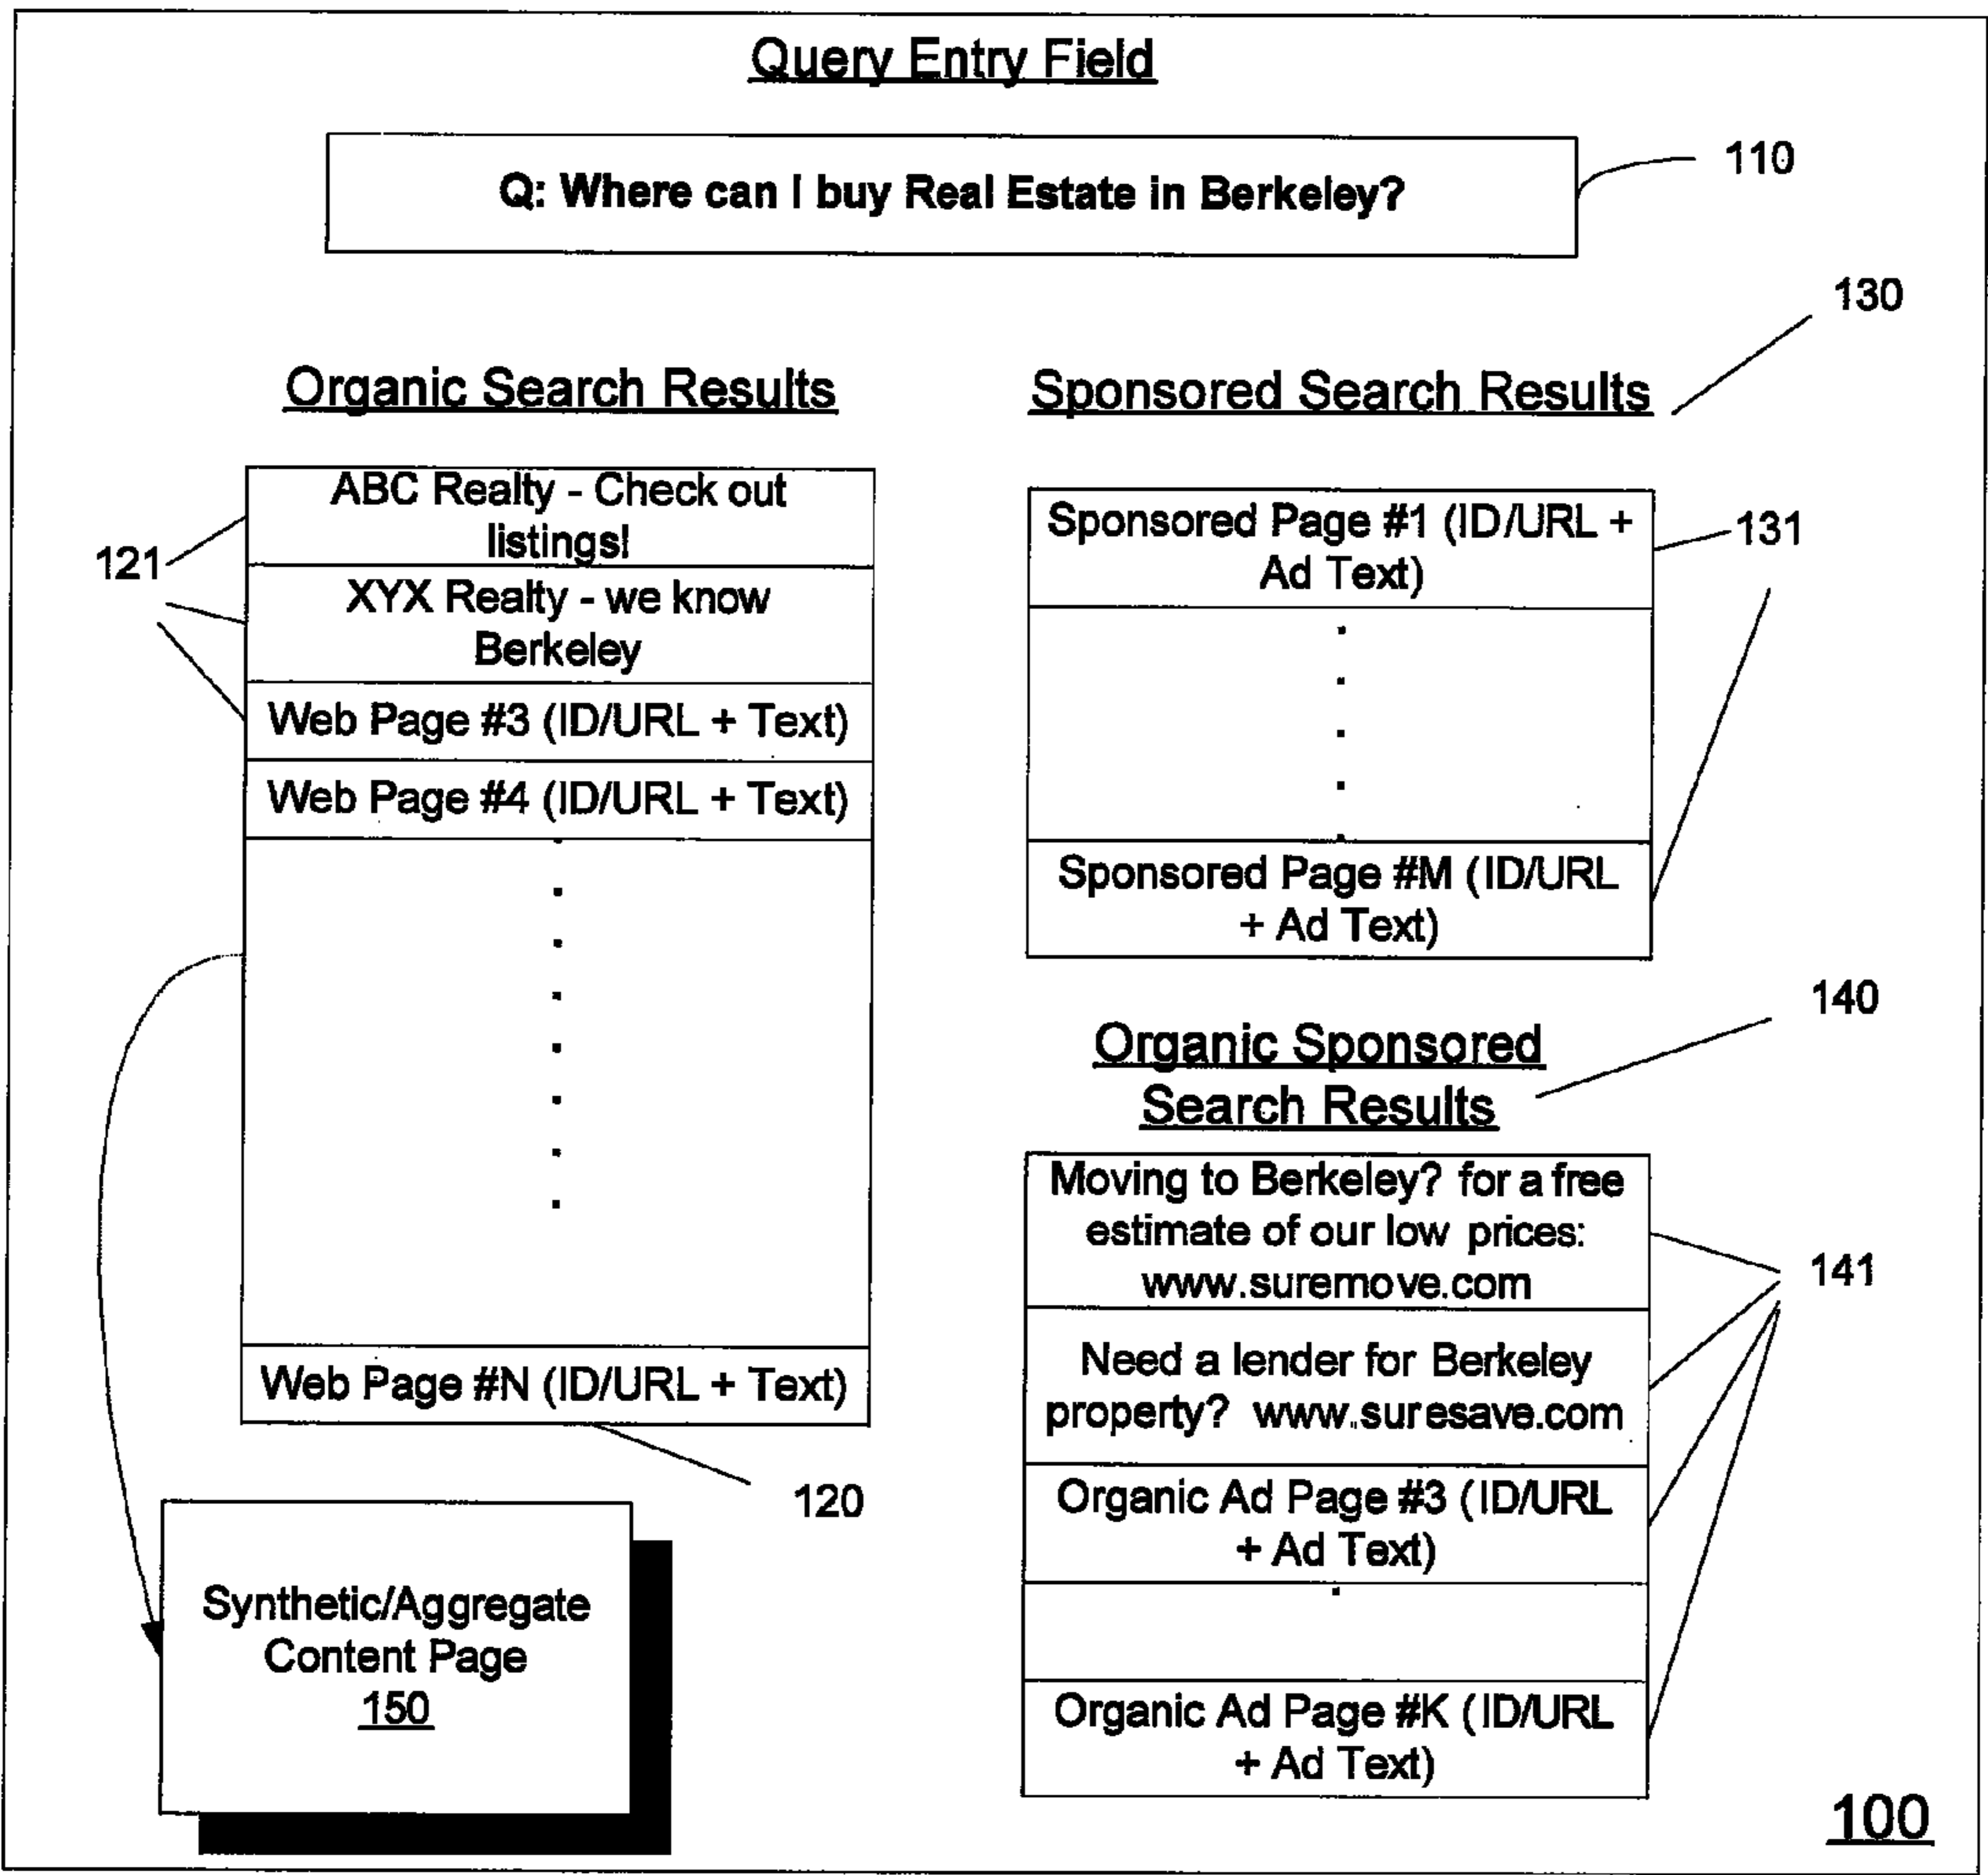 Query Entry Field
Q: Where can I buy Real Estate in Berkeley?
110
130
Organic Search Results
ABC Realty - Check out
listings!
XYX Realty - we know
Berkeley
Web Page #3 (ID/URL + Text)
Web Page #4 (ID/URL + Text)
Web Page #N (ID/URL + Text)
121
120
Synthetic/Aggregate
Content Page
150
Sponsored Search Results
Sponsored Page #1 (ID/URL +
Ad Text)
Sponsored Page #M (ID/URL
+ Ad Text)
131
140
Organic Sponsored
Search Results
Moving to Berkeley? for a free
estimate of our low prices:
www.suremove.com
Need a lender for Berkeley
property? www.suresave.com
Organic Ad Page #3 (ID/URL
+ Ad Text)
Organic Ad Page #K (ID/URL
+ Ad Text)
141
100